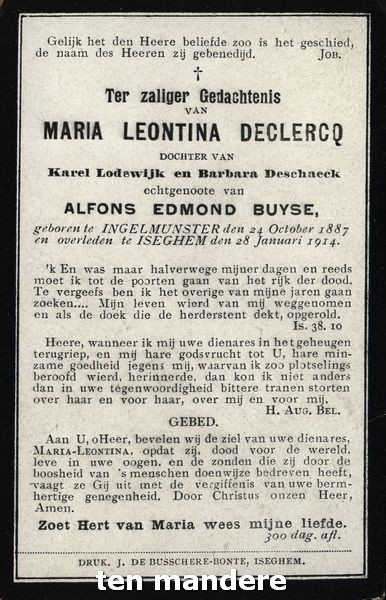 Gelijk het den Heere beliefde zoo is het geschied,
de naam des Heeren zij gebenedijd. JOB.
†
Ter zaliger Gedachtenis
VAN
MARIA LEONTINA DECLERCQ
DOCHTER VAN
Karel Lodewijk en Barbara Deschaeck
echtgenoote van
ALFONS EDMOND BUYSE,
geboren te INGELMUNSTER den 24 October 1887
en overleden te ISEGHEM den 28 Januari 1914.
'k En was maar halverwege mijner dagen en reeds
moet ik tot de poorten gaan van het rijk der dood.
Te vergeefs ben ik het overige van mijne jaren gaan
zoeken.... Mijn leven wierd van mij weggenomen
en als de doek die de herderstent dekt, opgerold.
Is. 38. 10
Heere, wanneer ik mij uwe dienares in het geheugen
terugriep, en mij hare godsvrucht tot U, hare min-
zame goedheid jegens mij, waarvan ik zoo plotselings
beroofd wierd, herinnerde. dan kon ik niet anders
dan in uwe tegenwoordigheid bittere tranen storten
over haar en voor haar, over mij en voor mij.
H. AUG. BEL.
GEBED.
Aan U, o Heer, bevelen wij de ziel van uwe dienares,
MARIA-LEONTINA, opdat zij, dood voor de wereld.
leve in uwe oogen, en de zonden die zij door de
boosheid van 's menschen doenwijze bedreven heeft,
vaagt ze Gij uit met de vergiffenis van uwe berm-
hertige genegenheid. Door Christus onzen Heer,
Amen.
Zoet Hert van Maria wees mijne liefde.
300 dag. afl.
DRUK. J. DE BUSSCHERE-BONTE, ISEGHEM.
ten mandere